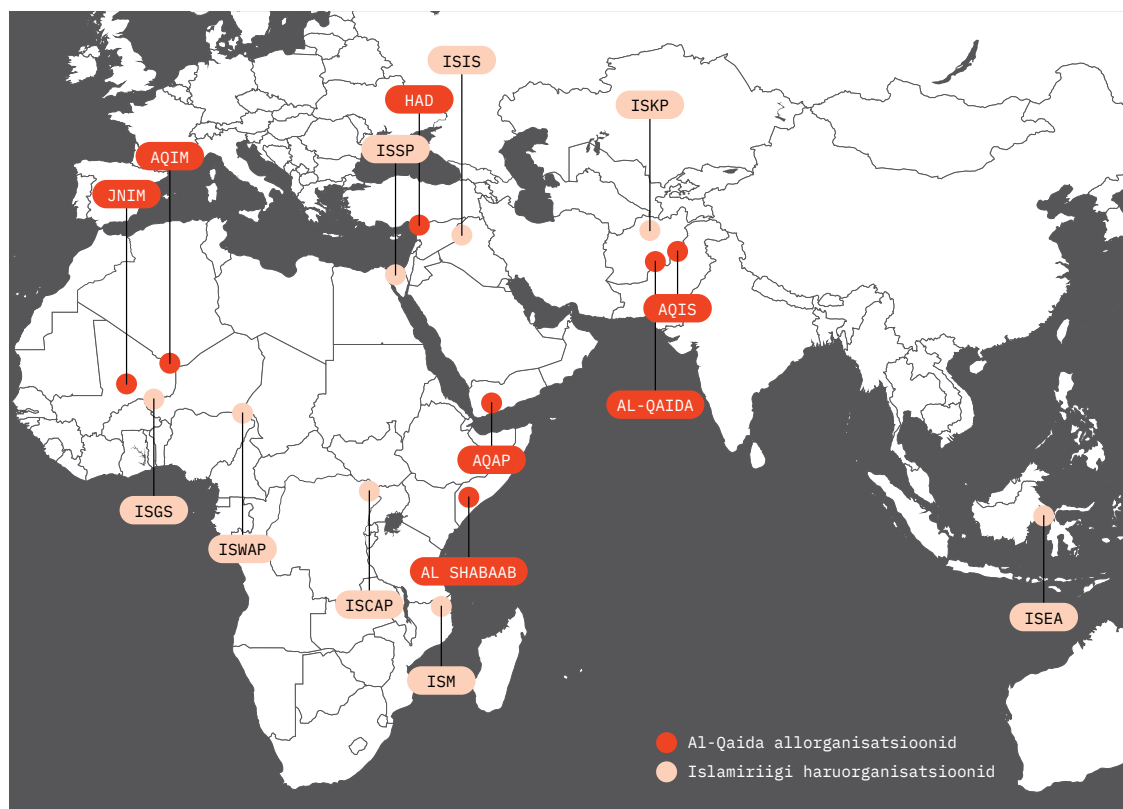 ISIS
HAD
ISKP
ISSP
AQIM
JNIM
AQIS
AL-QAIDA
AQAP
ISGS
ISWAP
AL SHABAAB
ISCAP
ISEA
ISM
Al-Qaida allorganisatsioonid
Islamiriigi haruorganisatsioonid